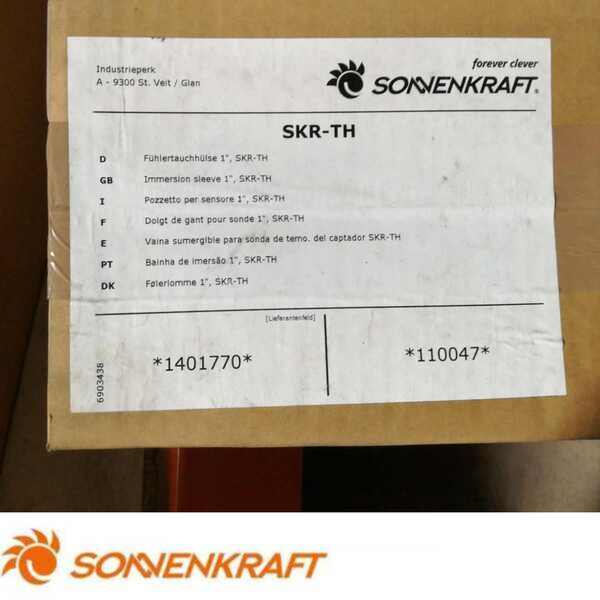 Industrieperk
A - 9300 St. Veit / Glan
forever clever
SONNENKRAFT®
SKR-TH
D Fühlertauchhülse 1", SKR-TH
GB Immersion sleeve 1", SKR-TH
I Pozzetto per sensore 1", SKR-TH
F Doigt de gant pour sonde 1", SKR-TH
E Vaina sumergible para sonda de temo. del captador SKR-TH
PT Bainha de imersão 1", SKR-TH
DK Følerlomme 1", SKR-TH
[Lieferantenfeld]
*1401770* *110047*
6903438
SONNENKRAFT